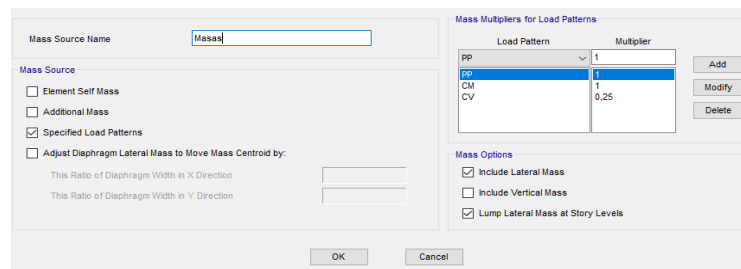 Mass Source Name
Masas
Mass Source
Element Self Mass
Additional Mass
Specified Load Patterns
Adjust Diaphragm Lateral Mass to Move Mass Centroid by:
This Ratio of Diaphragm Width in X Direction
This Ratio of Diaphragm Width in Y Direction
Mass Multipliers for Load Patterns
Load Pattern Multiplier
PP 1
PP 1
CM 1
CV 0,25
Add
Modify
Delete
Mass Options
Include Lateral Mass
Include Vertical Mass
Lump Lateral Mass at Story Levels
OK Cancel